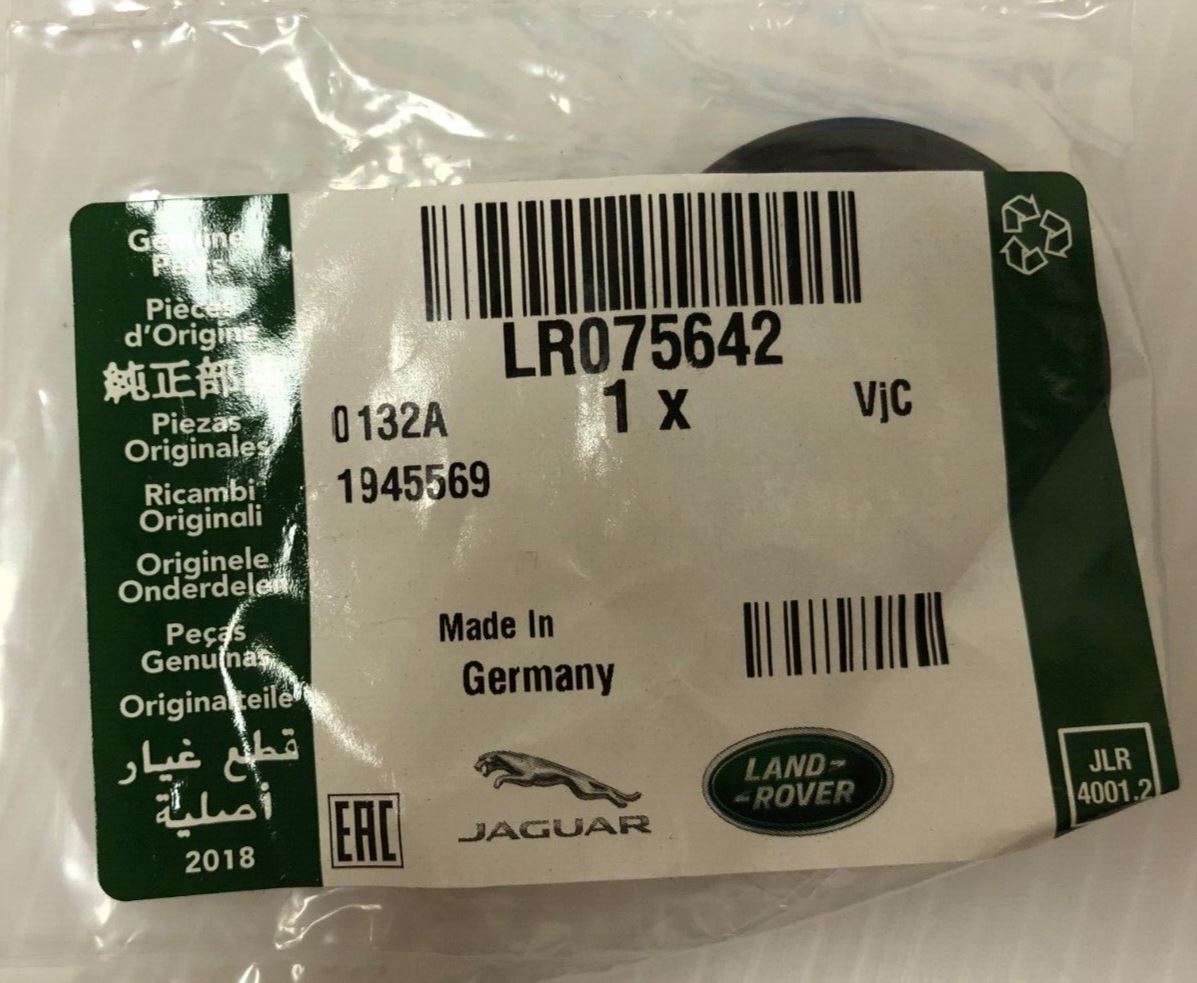 Genuine
Parts
Pièces
d'Origine
純正部
Piezas
Originales
Ricambi
Originali
Originele
Onderdelen
Peças
Genuinas
Originalteile
قطع غيار
أصلية
2018
LR075642
1 x
VjC
0132A
1945569
Made In
Germany
EAC
JAGUAR
LAND-
-ROVER
JLR
4001.2